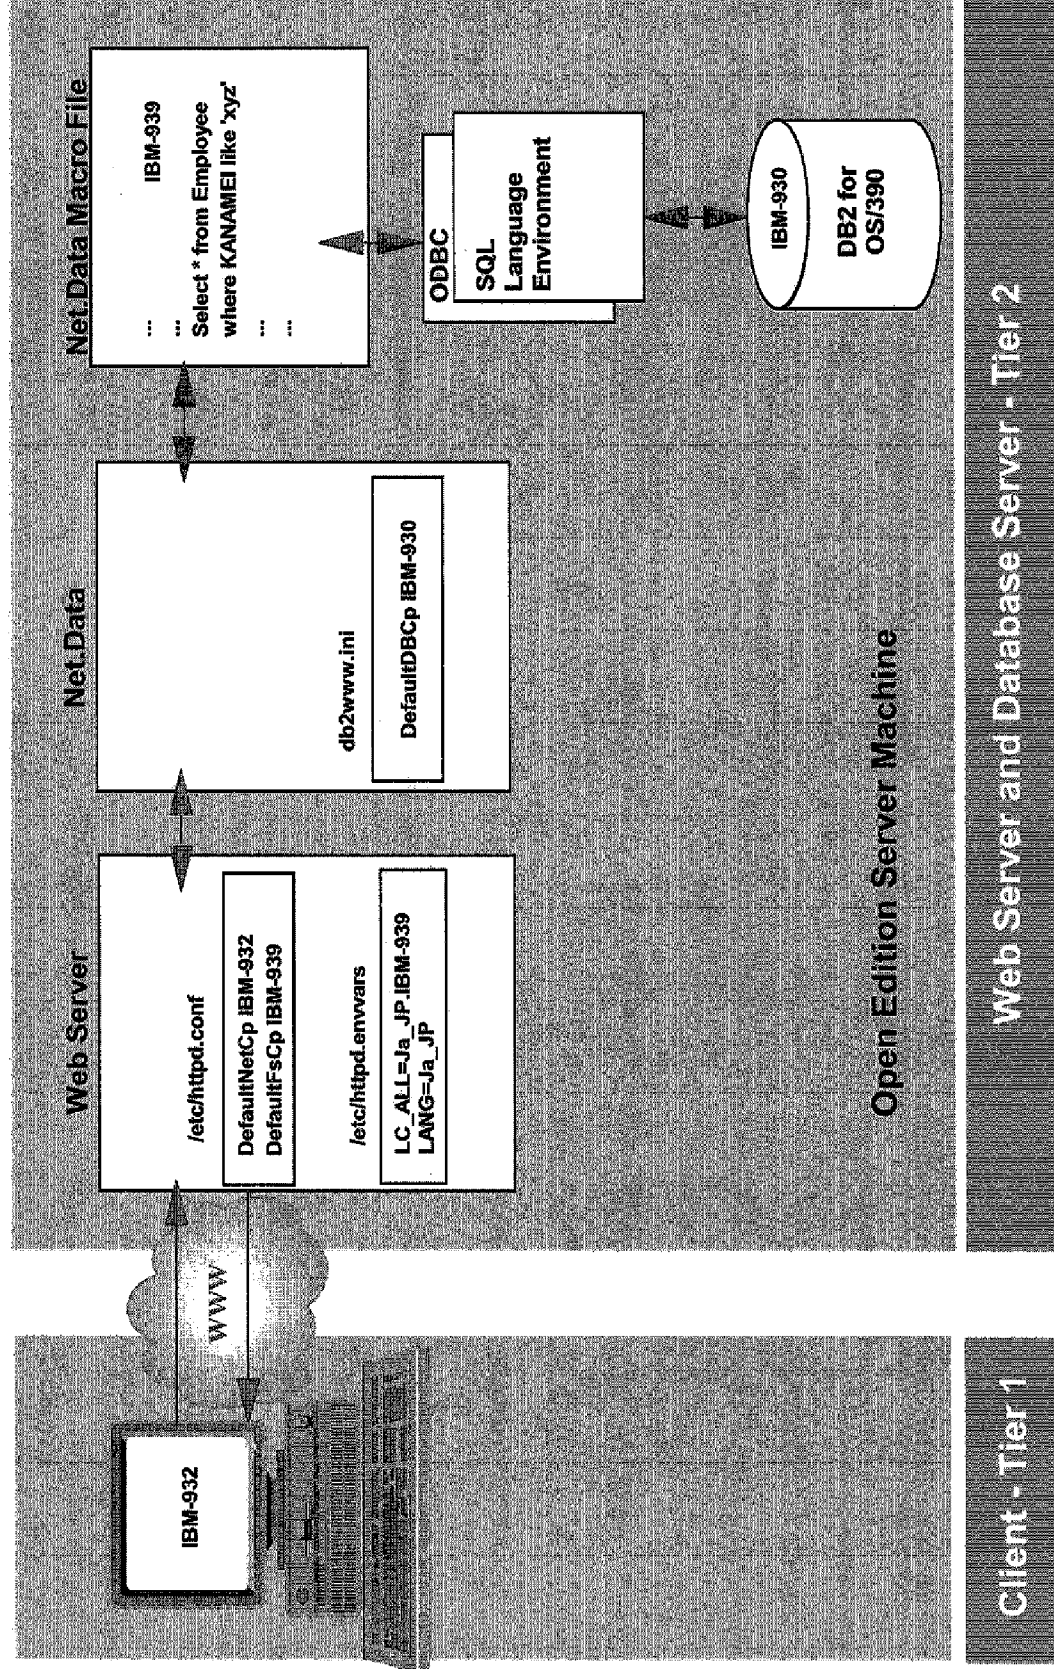 IBM-932
WWW
Web Server
/etc/httpd.conf
DefaultNetCp IBM-932
DefaultFsCp IBM-939
/etc/httpd.envvars
LC_ALL=Ja_JP.IBM-939
LANG=Ja_JP
Net.Data
db2www.ini
DefaultDBCp IBM-930
Net.Data Macro File
IBM-939
...
...
Select * from Employee
where KANAMEI like 'xyz'
...
...
ODBC
SQL
Language
Environment
IBM-930
DB2 for
OS/390
Open Edition Server Machine
Client - Tier 1
Web Server and Database Server - Tier 2